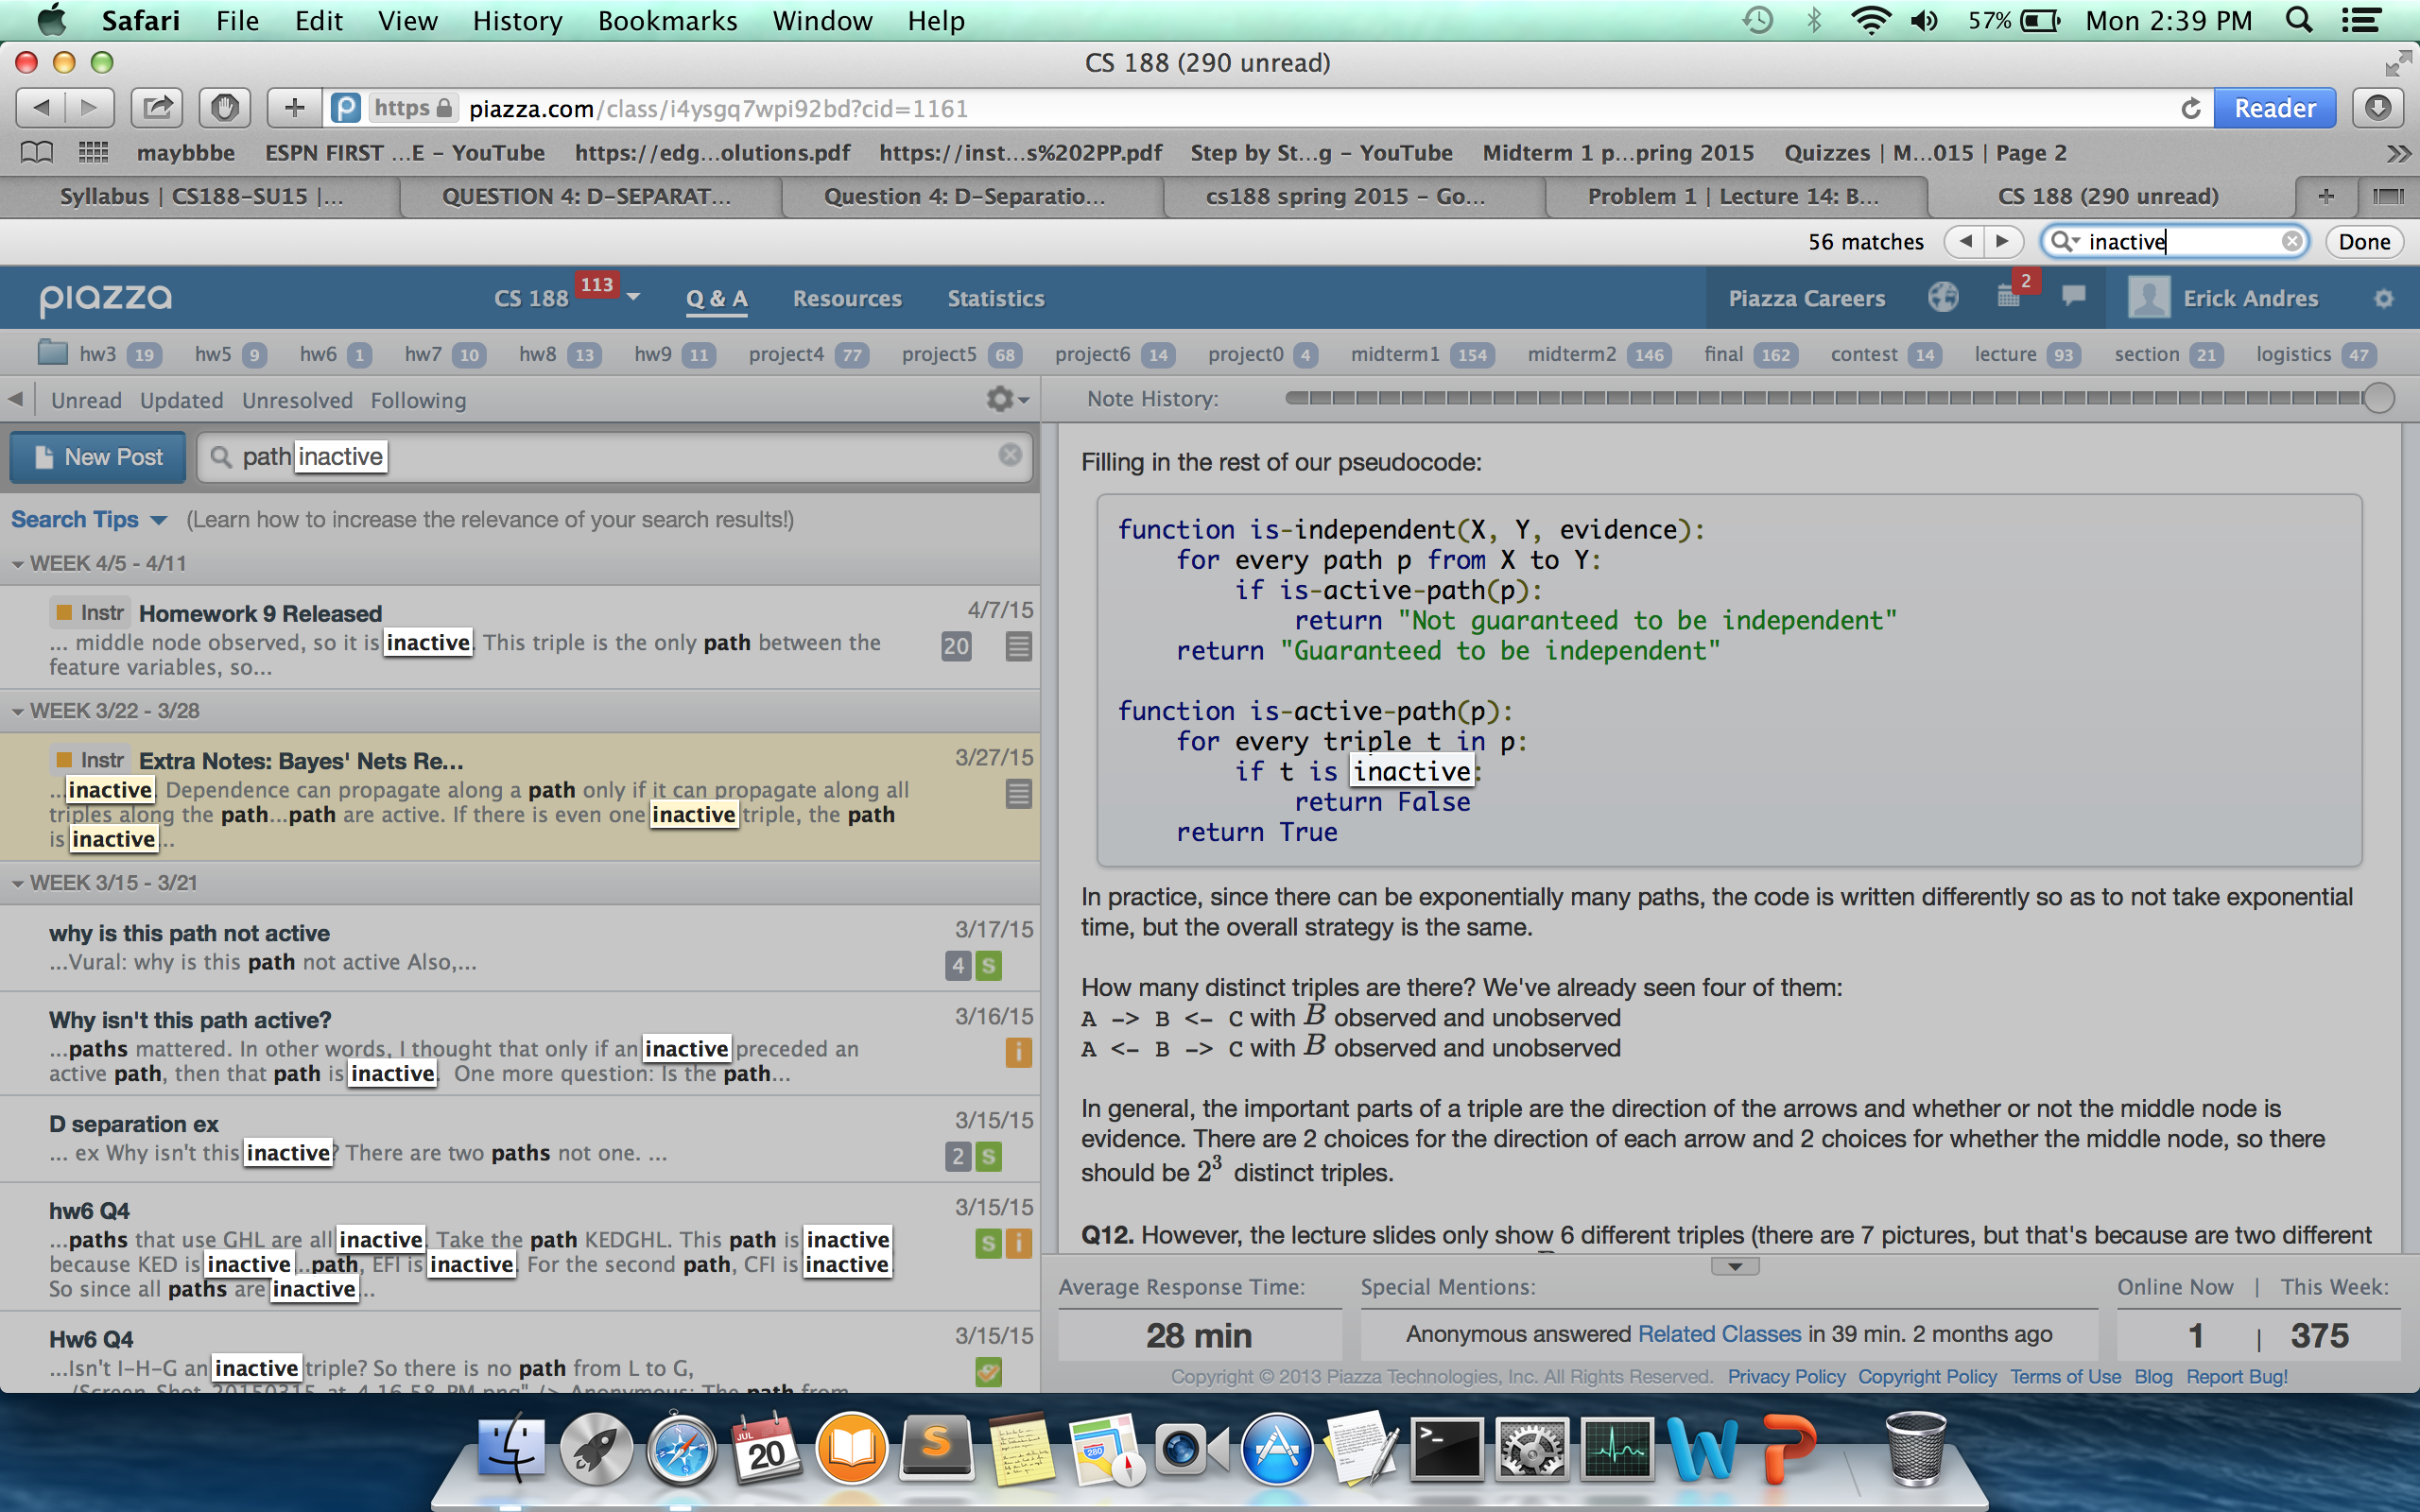 Safari File Edit View History Bookmarks Window Help 57% Mon 2:39 PM
CS 188 (290 unread)
https piazza.com/class/i4ysgq7wpi92bd?cid=1161 Reader
maybbbe ESPN FIRST ...E - YouTube https://edg...olutions.pdf https://inst...s%202PP.pdf Step by St...g - YouTube Midterm 1 p...pring 2015 Quizzes | M...015 | Page 2
Syllabus | CS188-SU15 |... QUESTION 4: D-SEPARAT... Question 4: D-Separatio... cs188 spring 2015 - Go... Problem 1 | Lecture 14: B... CS 188 (290 unread)
56 matches inactive Done
piazza CS 188 113 Q & A Resources Statistics Piazza Careers 2 Erick Andres
hw3 19 hw5 9 hw6 1 hw7 10 hw8 13 hw9 11 project4 77 project5 68 project6 14 project0 4 midterm1 154 midterm2 146 final 162 contest 14 lecture 93 section 21 logistics 47
Unread Updated Unresolved Following
New Post path inactive
Search Tips (Learn how to increase the relevance of your search results!)
WEEK 4/5 - 4/11
Instr Homework 9 Released 4/7/15
... middle node observed, so it is inactive. This triple is the only path between the 20
feature variables, so...
WEEK 3/22 - 3/28
Instr Extra Notes: Bayes' Nets Re... 3/27/15
...inactive. Dependence can propagate along a path only if it can propagate along all
triples along the path...path are active. If there is even one inactive triple, the path
is inactive...
WEEK 3/15 - 3/21
why is this path not active 3/17/15
...Vural: why is this path not active Also,... 4 S
Why isn't this path active? 3/16/15
...paths mattered. In other words, I thought that only if an inactive preceded an i
active path, then that path is inactive. One more question: Is the path...
D separation ex 3/15/15
... ex Why isn't this inactive? There are two paths not one. ... 2 S
hw6 Q4 3/15/15
...paths that use GHL are all inactive. Take the path KEDGHL. This path is inactive S i
because KED is inactive...path, EFI is inactive. For the second path, CFI is inactive.
So since all paths are inactive...
Hw6 Q4 3/15/15
...Isn't I-H-G an inactive triple? So there is no path from L to G,
/Screen_Shot_20150315_at_4.16.58_PM.png" /> Anonymous: The path from
Note History:
Filling in the rest of our pseudocode:
function is-independent(X, Y, evidence):
for every path p from X to Y:
if is-active-path(p):
return "Not guaranteed to be independent"
return "Guaranteed to be independent"
function is-active-path(p):
for every triple t in p:
if t is inactive:
return False
return True
In practice, since there can be exponentially many paths, the code is written differently so as to not take exponential
time, but the overall strategy is the same.
How many distinct triples are there? We've already seen four of them:
A -> B <- C with B observed and unobserved
A <- B -> C with B observed and unobserved
In general, the important parts of a triple are the direction of the arrows and whether or not the middle node is
evidence. There are 2 choices for the direction of each arrow and 2 choices for whether the middle node, so there
should be 2³ distinct triples.
Q12. However, the lecture slides only show 6 different triples (there are 7 pictures, but that's because are two different
Average Response Time: Special Mentions: Online Now | This Week:
28 min Anonymous answered Related Classes in 39 min. 2 months ago 1 | 375
Copyright © 2013 Piazza Technologies, Inc. All Rights Reserved. Privacy Policy Copyright Policy Terms of Use Blog Report Bug!
JUL
20
280